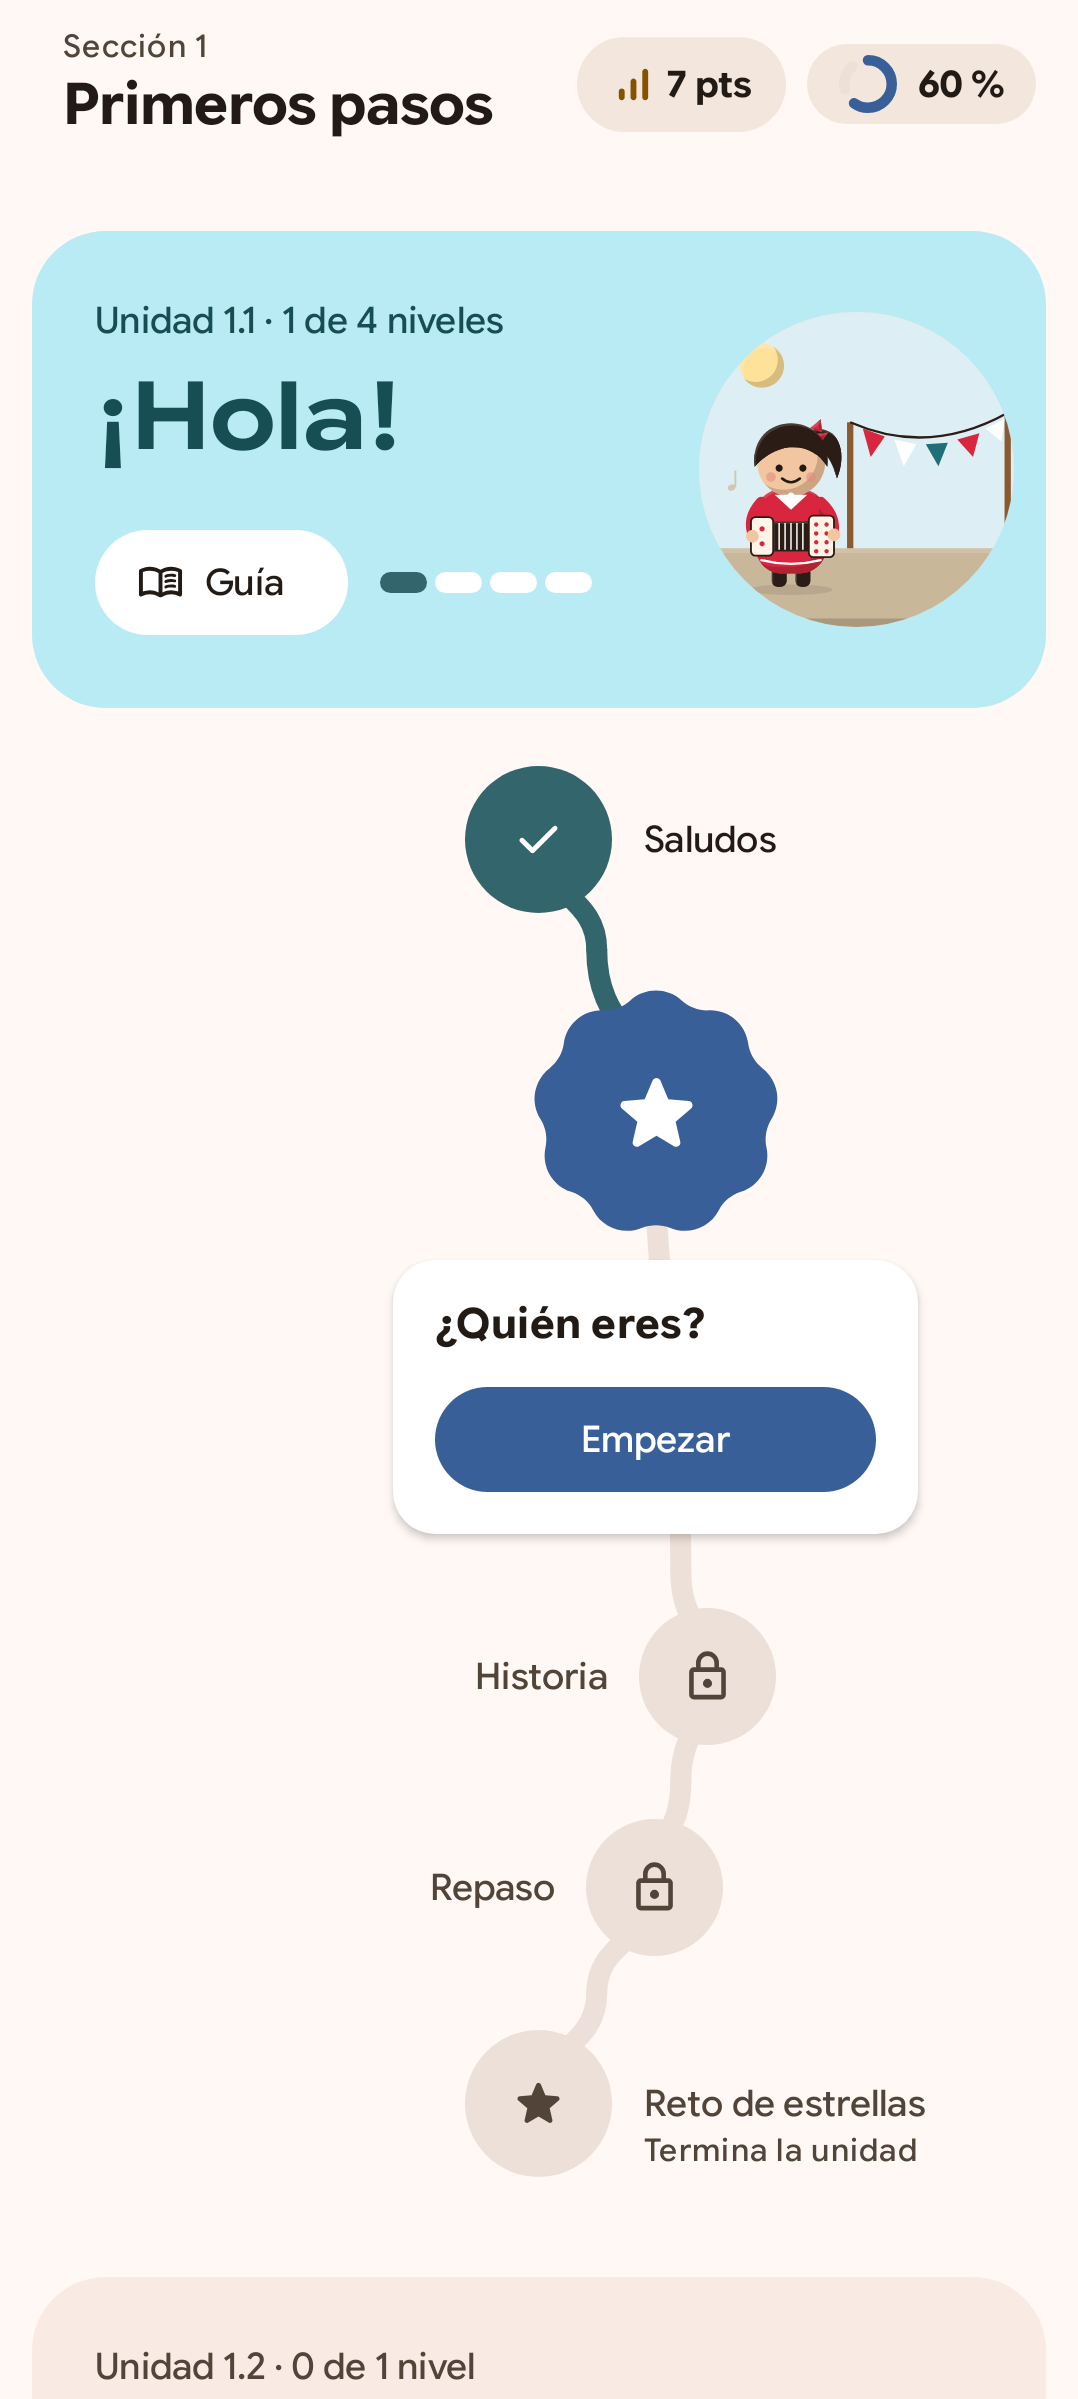 Sección 1
Primeros pasos
7 pts
60 %
Unidad 1.1 · 1 de 4 niveles
¡Hola!
Guía
Saludos
¿Quién eres?
Empezar
Historia
Repaso
Reto de estrellas
Termina la unidad
Unidad 1.2 · 0 de 1 nivel